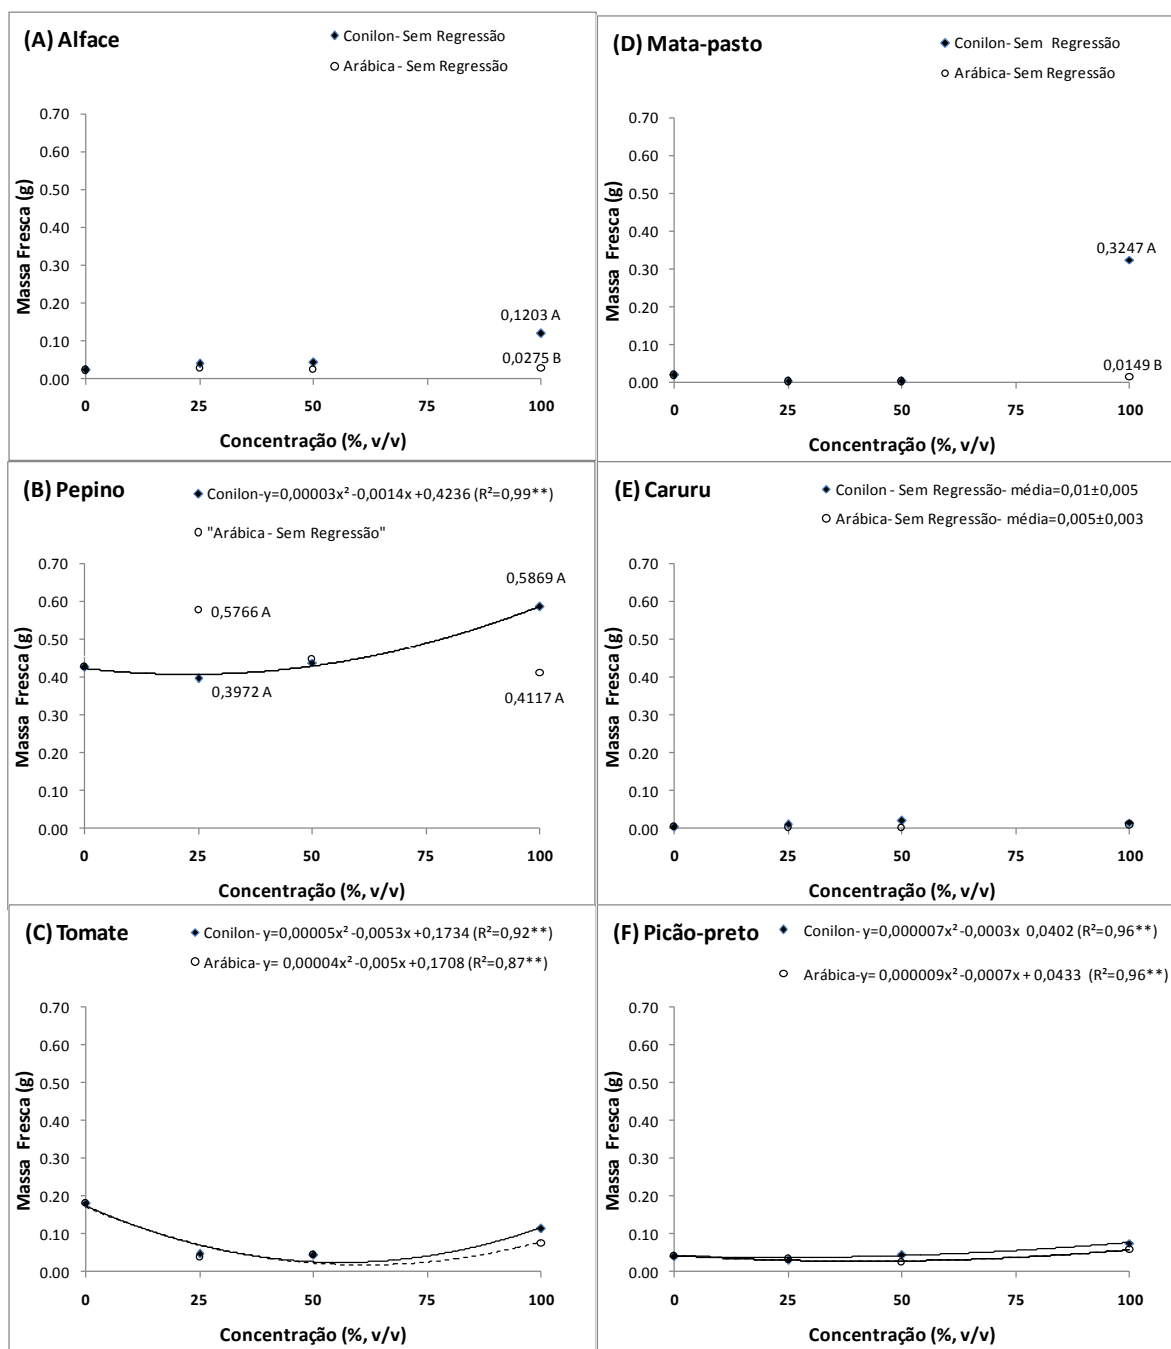 (A) Alface
Conilon- Sem Regressão
Arábica - Sem Regressão
0.70
0.60
0.50
0.40
0.30
0.20
0.10
0.00
Massa Fresca (g)
0,1203 A
0,0275 B
0 25 50 75 100
Concentração (%, v/v)
(D) Mata-pasto
Conilon- Sem Regressão
Arábica- Sem Regressão
0.70
0.60
0.50
0.40
0.30
0.20
0.10
0.00
Massa Fresca (g)
0,3247 A
0,0149 B
0 25 50 75 100
Concentração (%, v/v)
(B) Pepino
Conilon-y=0,00003x² -0,0014x +0,4236 (R²=0,99**)
"Arábica - Sem Regressão"
0.70
0.60
0.50
0.40
0.30
0.20
0.10
0.00
Massa Fresca (g)
0,5869 A
0,5766 A
0,3972 A
0,4117 A
0 25 50 75 100
Concentração (%, v/v)
(E) Caruru
Conilon - Sem Regressão- média=0,01±0,005
Arábica-Sem Regressão- média=0,005±0,003
0.70
0.60
0.50
0.40
0.30
0.20
0.10
0.00
Massa Fresca (g)
0 25 50 75 100
Concentração (%, v/v)
(C) Tomate
Conilon-y=0,00005x² -0,0053x +0,1734 (R²=0,92**)
Arábica-y= 0,00004x² -0,005x +0,1708 (R²=0,87**)
0.70
0.60
0.50
0.40
0.30
0.20
0.10
0.00
Massa Fresca (g)
0 25 50 75 100
Concentração (%, v/v)
(F) Picão-preto
Conilon-y=0,000007x² -0,0003x 0,0402 (R²=0,96**)
Arábica-y= 0,000009x² -0,0007x + 0,0433 (R²=0,96**)
0.70
0.60
0.50
0.40
0.30
0.20
0.10
0.00
Massa Fresca (g)
0 25 50 75 100
Concentração (%, v/v)